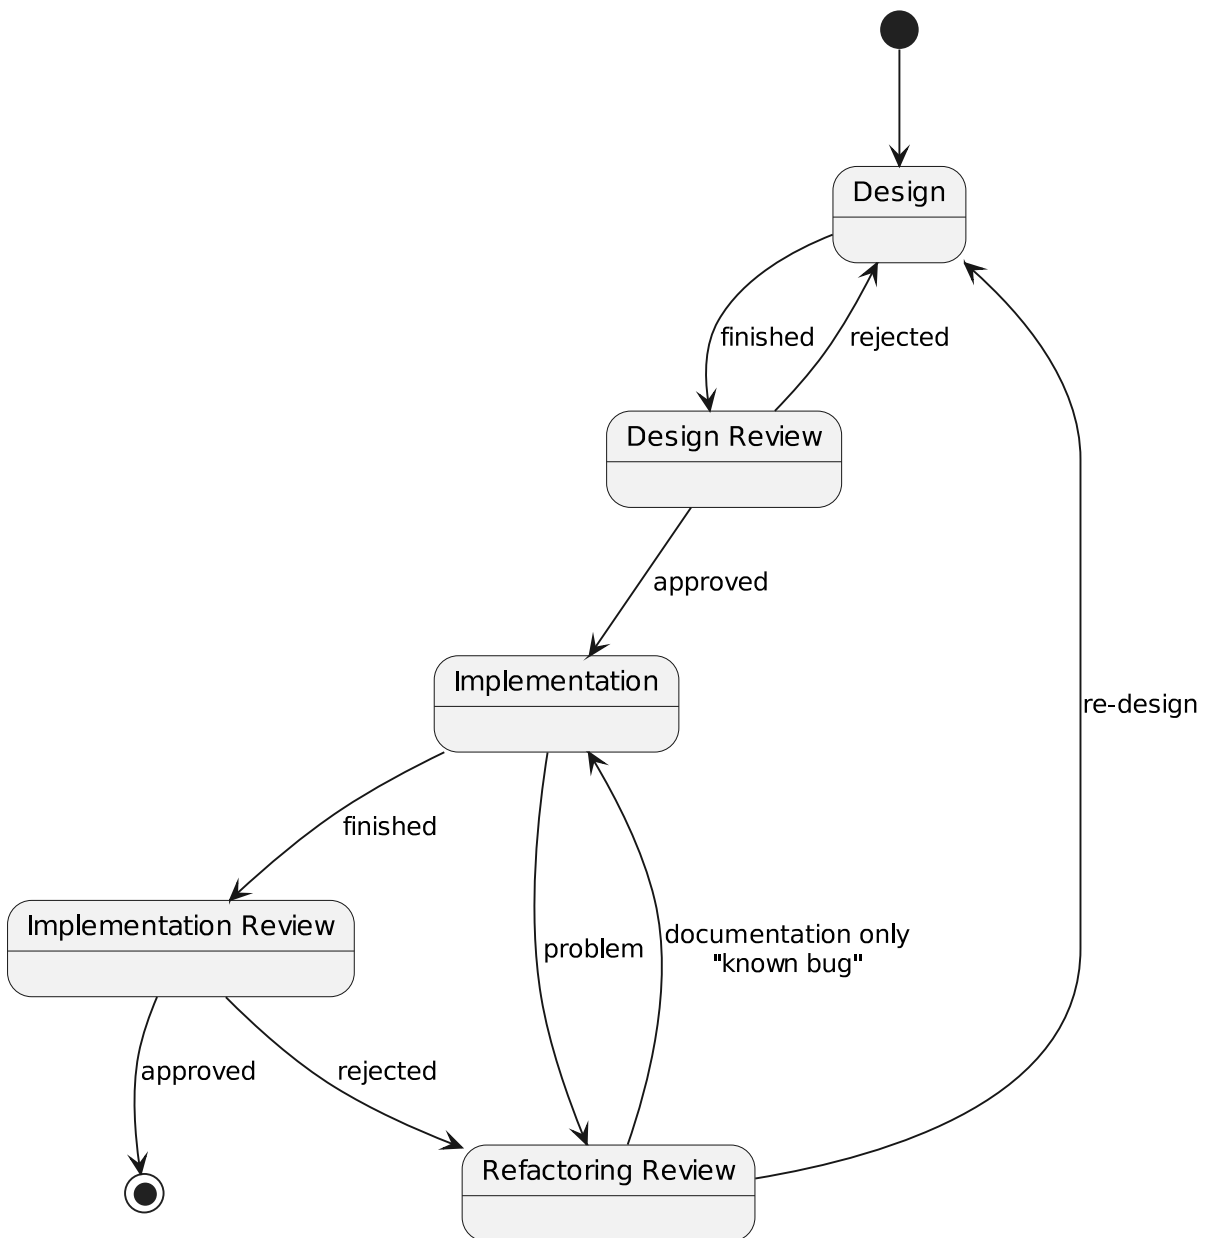 Design
finished
rejected
Design Review
approved
Implementation
re-design
finished
Implementation Review
problem
documentation only
"known bug"
approved
rejected
Refactoring Review